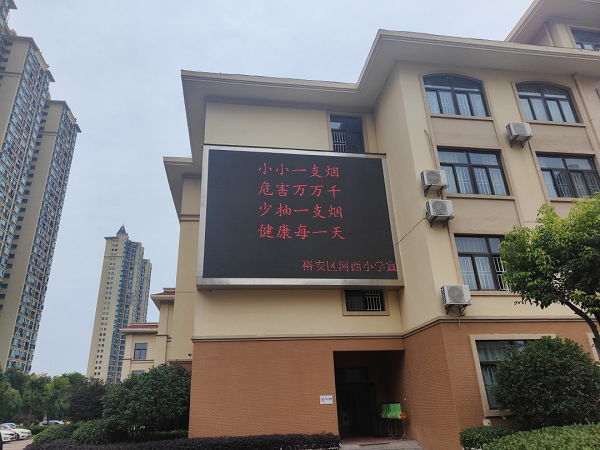 小小一支烟
危害万万千
少抽一支烟
健康每一天
裕安区河西小学宣